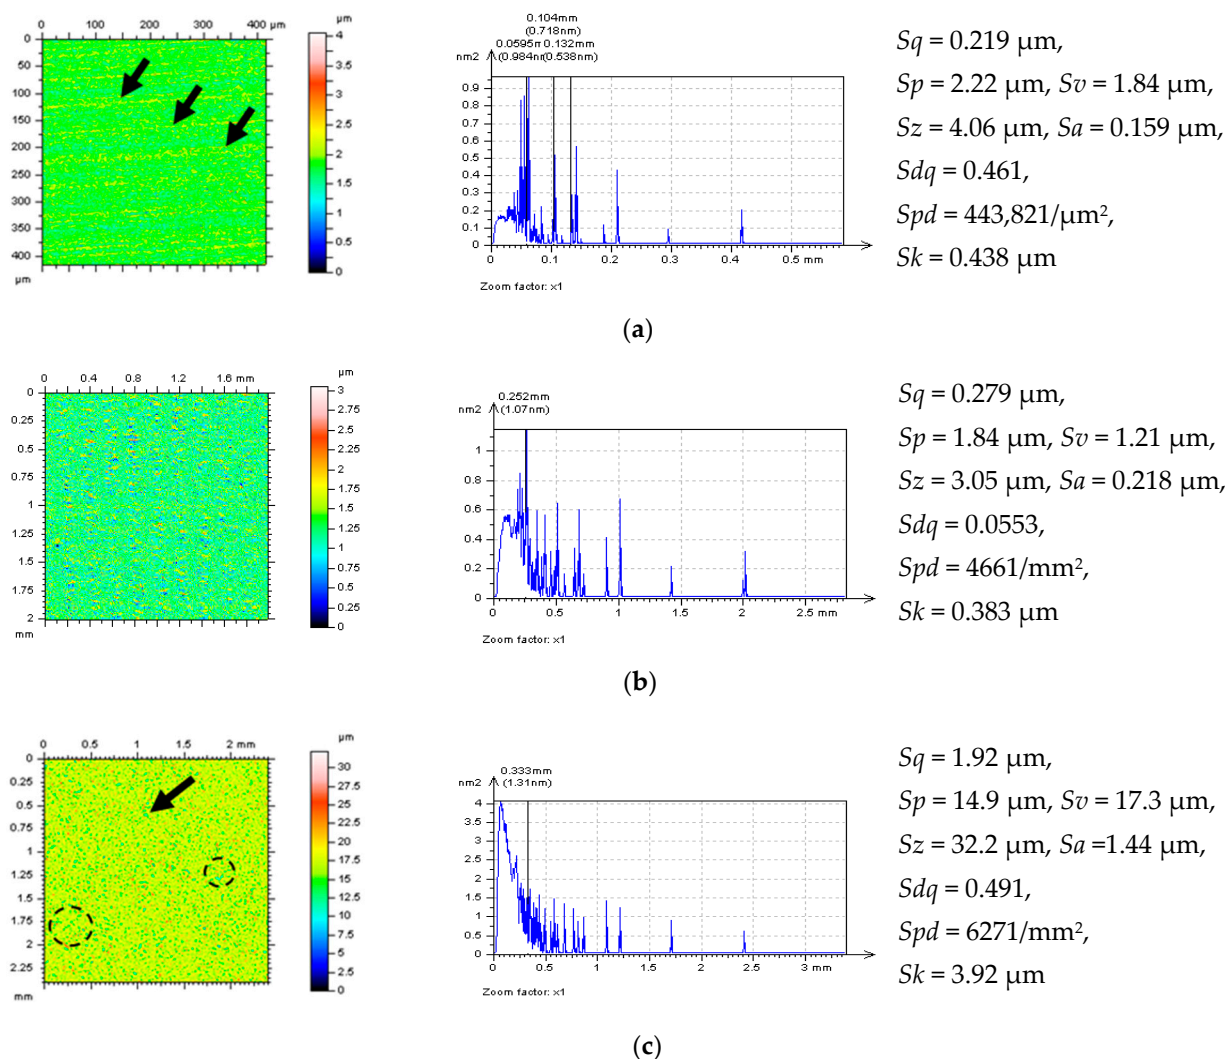 0 100 200 300 400 µm
µm
0
50
100
150
200
250
300
350
400
µm
4
3.5
3
2.5
2
1.5
1
0.5
0
0.104mm
(0.718nm)
0.132mm
(0.984nr(0.538nm)
nm2
0.9
0.8
0.7
0.6
0.5
0.4
0.3
0.2
0.1
0
0 0.1 0.2 0.3 0.4 0.5 mm
Zoom factor: x1
Sq = 0.219 µm,
Sp = 2.22 µm, Sv = 1.84 µm,
Sz = 4.06 µm, Sa = 0.159 µm,
Sdq = 0.461,
Spd = 443,821/µm²,
Sk = 0.438 µm
(a)
0 0.4 0.8 1.2 1.6 mm
µm
0
0.25
0.5
0.75
1
1.25
1.5
1.75
2
mm
3
2.75
2.5
2.25
2
1.75
1.5
1.25
1
0.75
0.5
0.25
0
0.252mm
(1.07nm)
nm2
1
0.8
0.6
0.4
0.2
0
0 0.5 1 1.5 2 2.5 mm
Zoom factor: x1
Sq = 0.279 µm,
Sp = 1.84 µm, Sv = 1.21 µm,
Sz = 3.05 µm, Sa = 0.218 µm,
Sdq = 0.0553,
Spd = 4661/mm²,
Sk = 0.383 µm
(b)
0 0.5 1 1.5 2 mm
µm
0
0.25
0.5
0.75
1
1.25
1.5
1.75
2
2.25
mm
30
27.5
25
22.5
20
17.5
15
12.5
10
7.5
5
2.5
0
0.333mm
(1.31nm)
nm2
4
3.5
3
2.5
2
1.5
1
0.5
0
0 0.5 1 1.5 2 2.5 3 mm
Zoom factor: x1
Sq = 1.92 µm,
Sp = 14.9 µm, Sv = 17.3 µm,
Sz = 32.2 µm, Sa =1.44 µm,
Sdq = 0.491,
Spd = 6271/mm²,
Sk = 3.92 µm
(c)